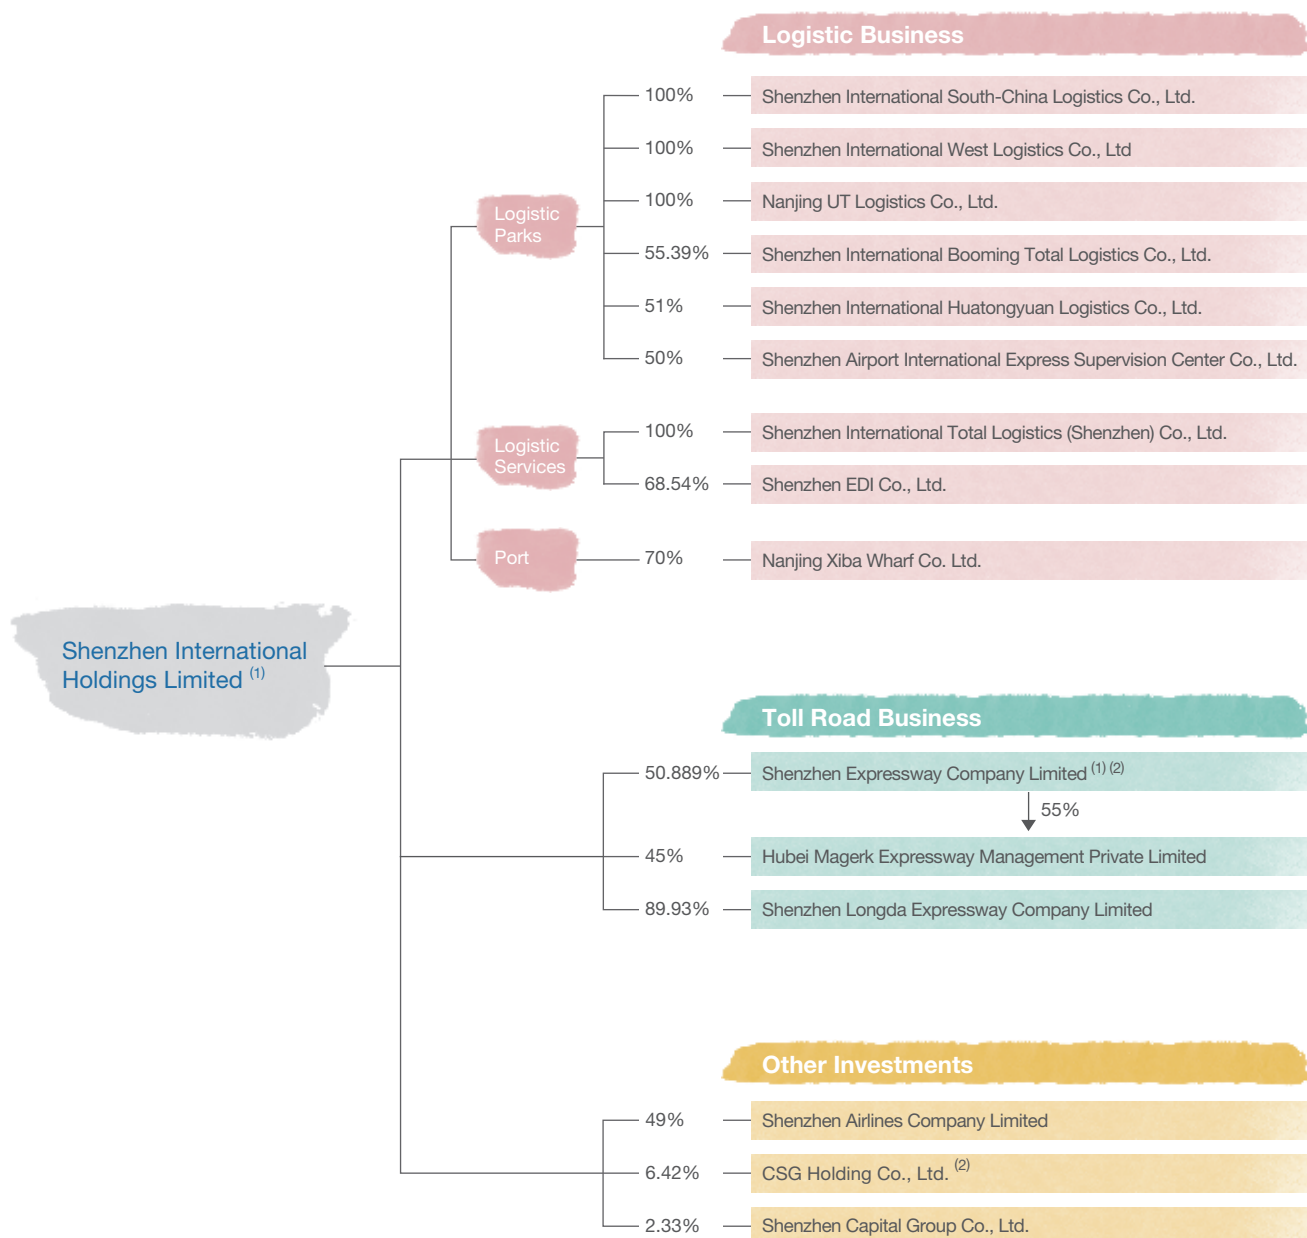 Logistic Business
100% Shenzhen International South-China Logistics Co., Ltd.
100% Shenzhen International West Logistics Co., Ltd
Logistic
Parks
100% Nanjing UT Logistics Co., Ltd.
55.39% Shenzhen International Booming Total Logistics Co., Ltd.
51% Shenzhen International Huatongyuan Logistics Co., Ltd.
50% Shenzhen Airport International Express Supervision Center Co., Ltd.
Logistic
Services
100% Shenzhen International Total Logistics (Shenzhen) Co., Ltd.
68.54% Shenzhen EDI Co., Ltd.
Port
70% Nanjing Xiba Wharf Co. Ltd.
Shenzhen International
Holdings Limited (1)
Toll Road Business
50.889% Shenzhen Expressway Company Limited (1) (2)
55%
45% Hubei Magerk Expressway Management Private Limited
89.93% Shenzhen Longda Expressway Company Limited
Other Investments
49% Shenzhen Airlines Company Limited
6.42% CSG Holding Co., Ltd. (2)
2.33% Shenzhen Capital Group Co., Ltd.